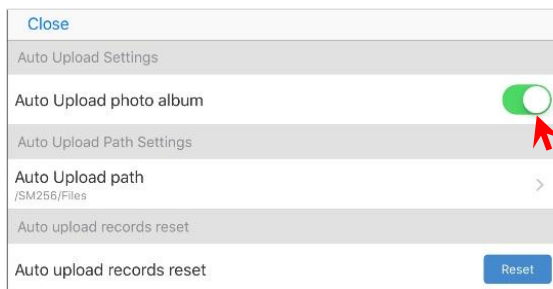 Close
Auto Upload Settings
Auto Upload photo album
Auto Upload Path Settings
Auto Upload path
/SM256/Files
Auto upload records reset
Auto upload records reset Reset